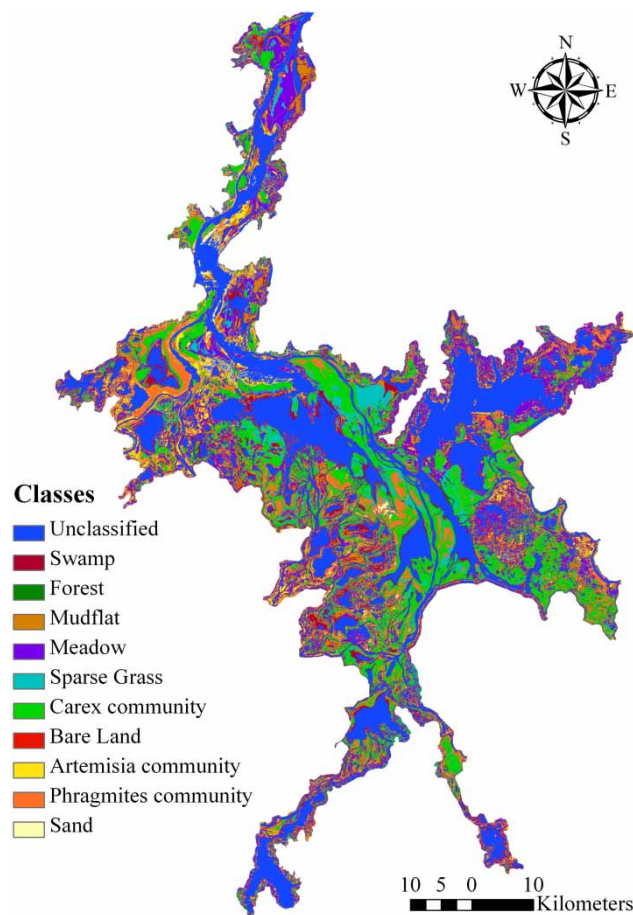 N
W E
S
Classes
Unclassified
Swamp
Forest
Mudflat
Meadow
Sparse Grass
Carex community
Bare Land
Artemisia community
Phragmites community
Sand
10 5 0 10
Kilometers